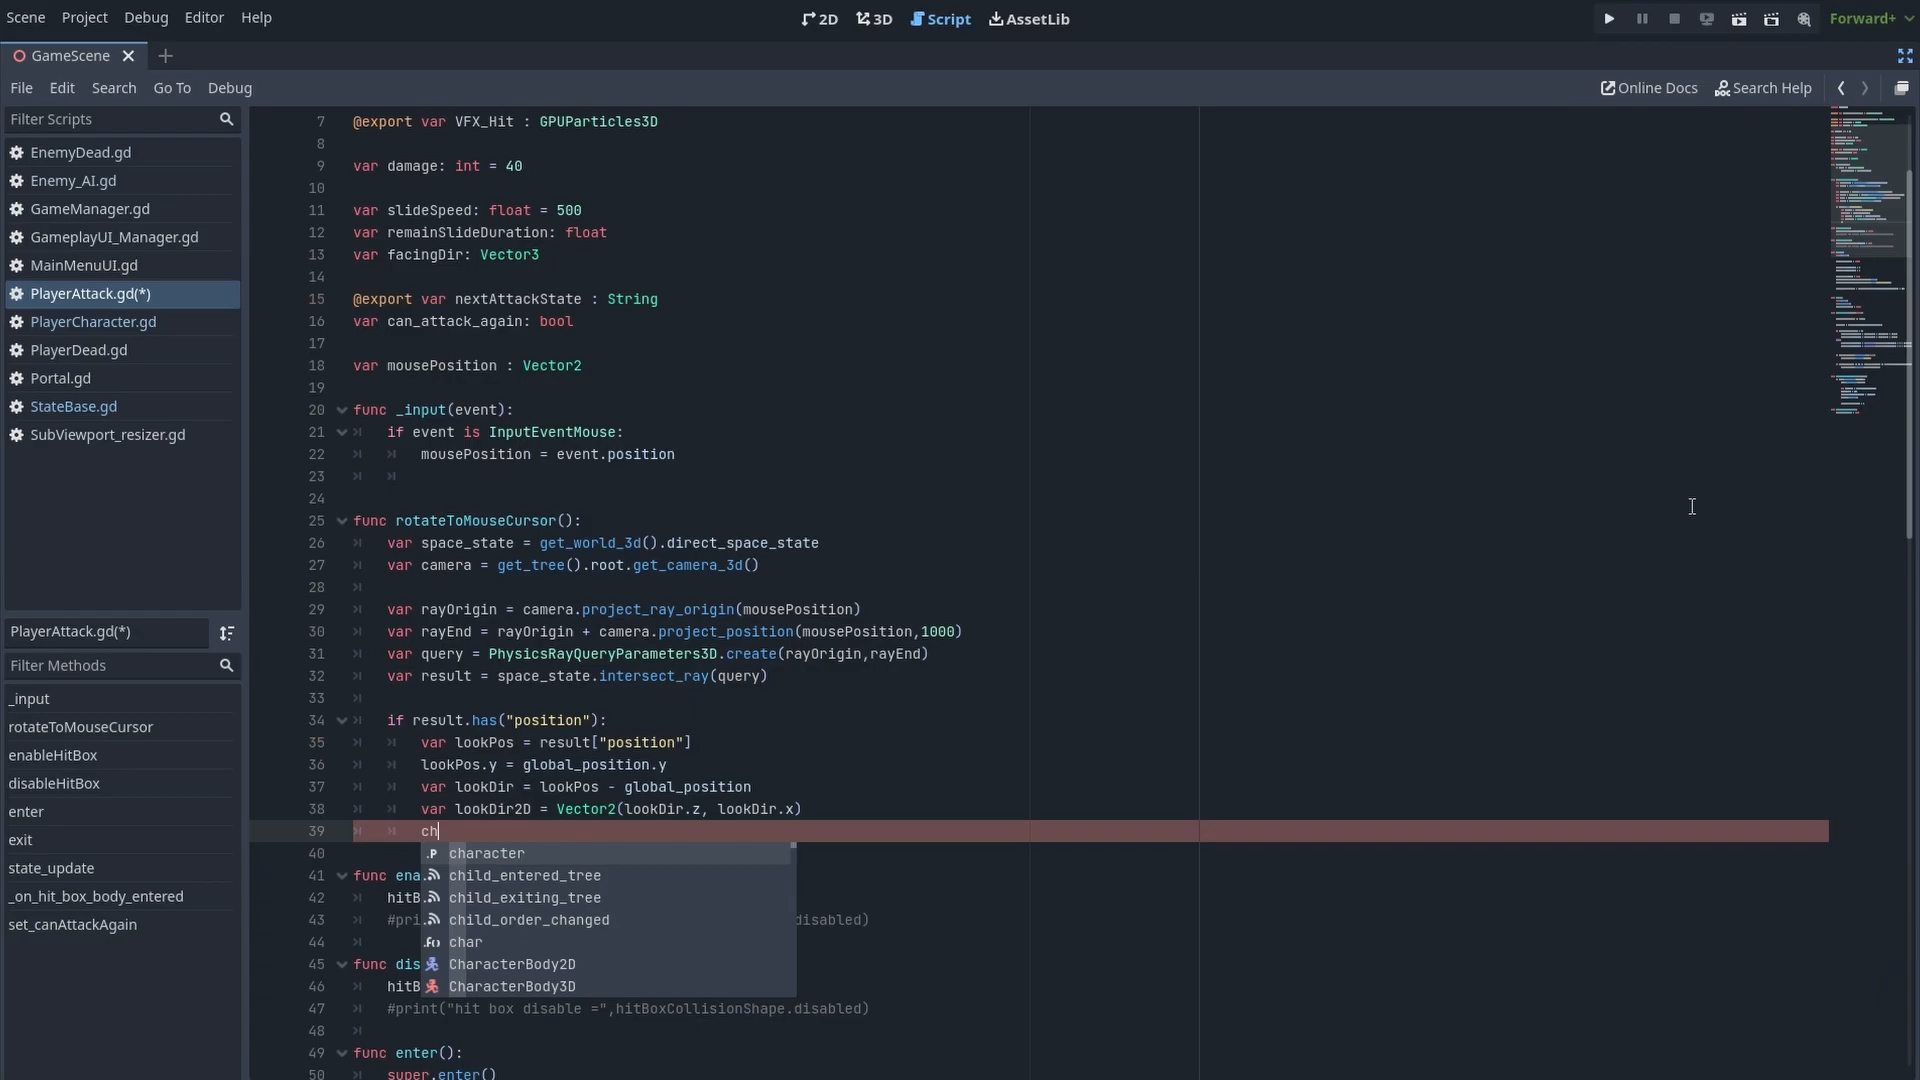 Scene Project Debug Editor Help
2D 3D Script AssetLib
Forward+
GameScene
File Edit Search Go To Debug
Online Docs Search Help
Filter Scripts
EnemyDead.gd
Enemy_AI.gd
GameManager.gd
GameplayUI_Manager.gd
MainMenuUI.gd
PlayerAttack.gd(*)
PlayerCharacter.gd
PlayerDead.gd
Portal.gd
StateBase.gd
SubViewport_resizer.gd
PlayerAttack.gd(*)
Filter Methods
_input
rotateToMouseCursor
enableHitBox
disableHitBox
enter
exit
state_update
_on_hit_box_body_entered
set_canAttackAgain
7 @export var VFX_Hit : GPUParticles3D
8
9 var damage: int = 40
10
11 var slideSpeed: float = 500
12 var remainSlideDuration: float
13 var facingDir: Vector3
14
15 @export var nextAttackState : String
16 var can_attack_again: bool
17
18 var mousePosition : Vector2
19
20 func _input(event):
21 if event is InputEventMouse:
22 mousePosition = event.position
23
24
25 func rotateToMouseCursor():
26 var space_state = get_world_3d().direct_space_state
27 var camera = get_tree().root.get_camera_3d()
28
29 var rayOrigin = camera.project_ray_origin(mousePosition)
30 var rayEnd = rayOrigin + camera.project_position(mousePosition,1000)
31 var query = PhysicsRayQueryParameters3D.create(rayOrigin,rayEnd)
32 var result = space_state.intersect_ray(query)
33
34 if result.has("position"):
35 var lookPos = result["position"]
36 lookPos.y = global_position.y
37 var lookDir = lookPos - global_position
38 var lookDir2D = Vector2(lookDir.z, lookDir.x)
39 ch
40
41 func ena
42 hitB
43 #pri disabled)
44
45 func dis
46 hitB
47 #print("hit box disable =",hitBoxCollisionShape.disabled)
48
49 func enter():
50 super.enter()
character
child_entered_tree
child_exiting_tree
child_order_changed
char
CharacterBody2D
CharacterBody3D